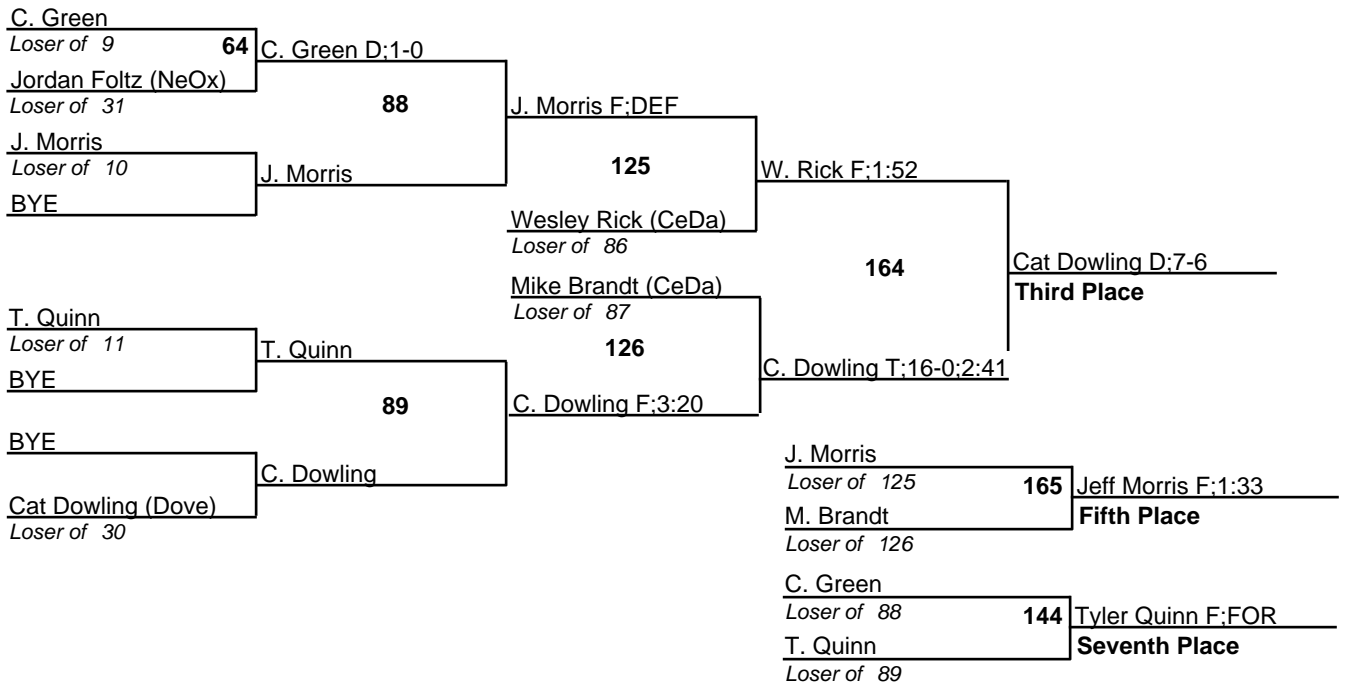 C. Green
Loser of 9
64
C. Green D;1-0
Jordan Foltz (NeOx)
Loser of 31
88
J. Morris F;DEF
J. Morris
Loser of 10
J. Morris
BYE
125
W. Rick F;1:52
Wesley Rick (CeDa)
Loser of 86
164
Cat Dowling D;7-6
Third Place
Mike Brandt (CeDa)
Loser of 87
T. Quinn
Loser of 11
T. Quinn
BYE
126
C. Dowling T;16-0;2:41
89
C. Dowling F;3:20
BYE
C. Dowling
Cat Dowling (Dove)
Loser of 30
J. Morris
Loser of 125
165
Jeff Morris F;1:33
M. Brandt
Fifth Place
Loser of 126
C. Green
Loser of 88
144
Tyler Quinn F;FOR
T. Quinn
Seventh Place
Loser of 89